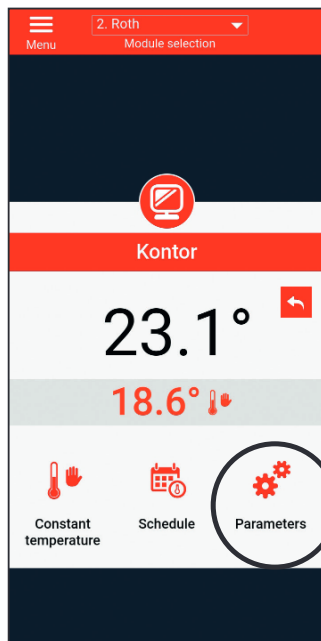 2. Roth
Menu
Module selection
Kontor
23.1°
18.6°
Constant
temperature
Schedule
Parameters